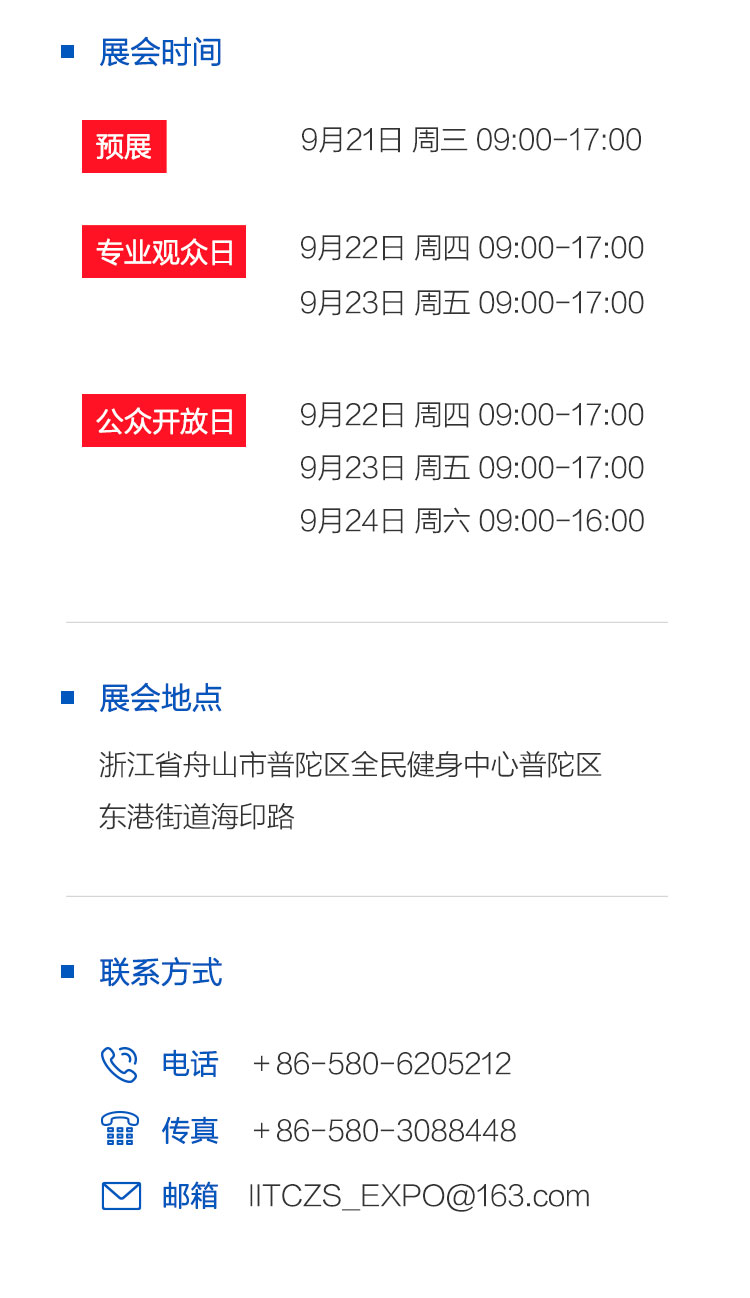 展会时间
预展 9月21日 周三 09:00-17:00
专业观众日 9月22日 周四 09:00-17:00
9月23日 周五 09:00-17:00
公众开放日 9月22日 周四 09:00-17:00
9月23日 周五 09:00-17:00
9月24日 周六 09:00-16:00
展会地点
浙江省舟山市普陀区全民健身中心普陀区
东港街道海印路
联系方式
电话 +86-580-6205212
传真 +86-580-3088448
邮箱 IITCZS_EXPO@163.com